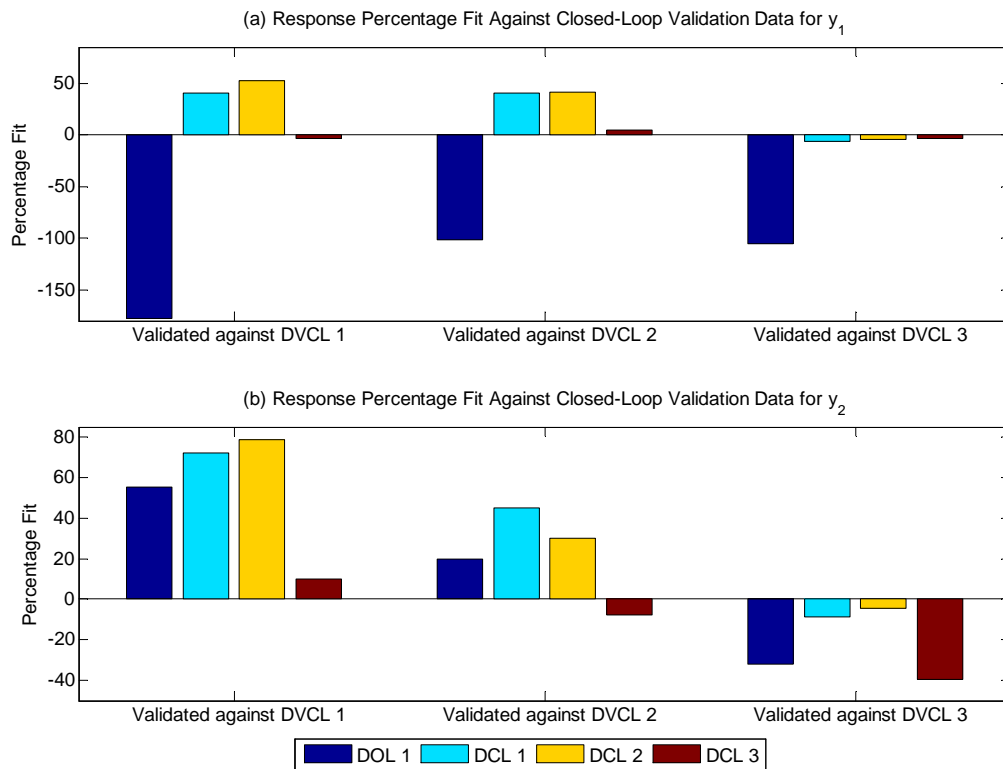 (a) Response Percentage Fit Against Closed-Loop Validation Data for y1
Percentage Fit
50
0
-50
-100
-150
Validated against DVCL 1 Validated against DVCL 2 Validated against DVCL 3
(b) Response Percentage Fit Against Closed-Loop Validation Data for y2
Percentage Fit
80
60
40
20
0
-20
-40
Validated against DVCL 1 Validated against DVCL 2 Validated against DVCL 3
DOL 1 DCL 1 DCL 2 DCL 3